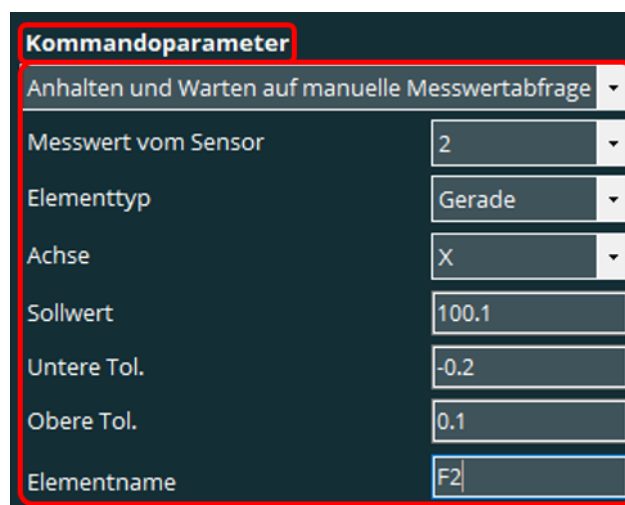 Kommandoparameter
Anhalten und Warten auf manuelle Messwertabfrage
Messwert vom Sensor 2
Elementtyp Gerade
Achse X
Sollwert 100.1
Untere Tol. -0.2
Obere Tol. 0.1
Elementname F2